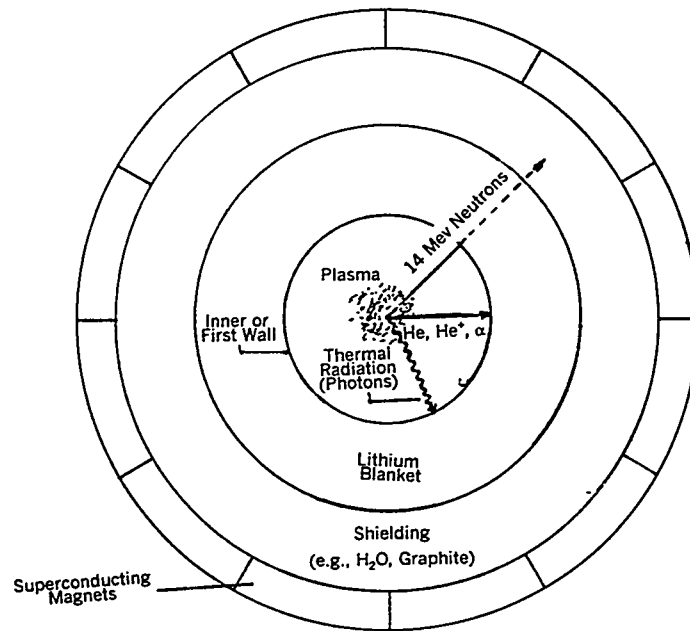 14 Mev Neutrons
Plasma
Inner or
First Wall
He, He⁺, α
Thermal
Radiation
(Photons)
Lithium
Blanket
Shielding
(e.g., H₂O, Graphite)
Superconducting
Magnets